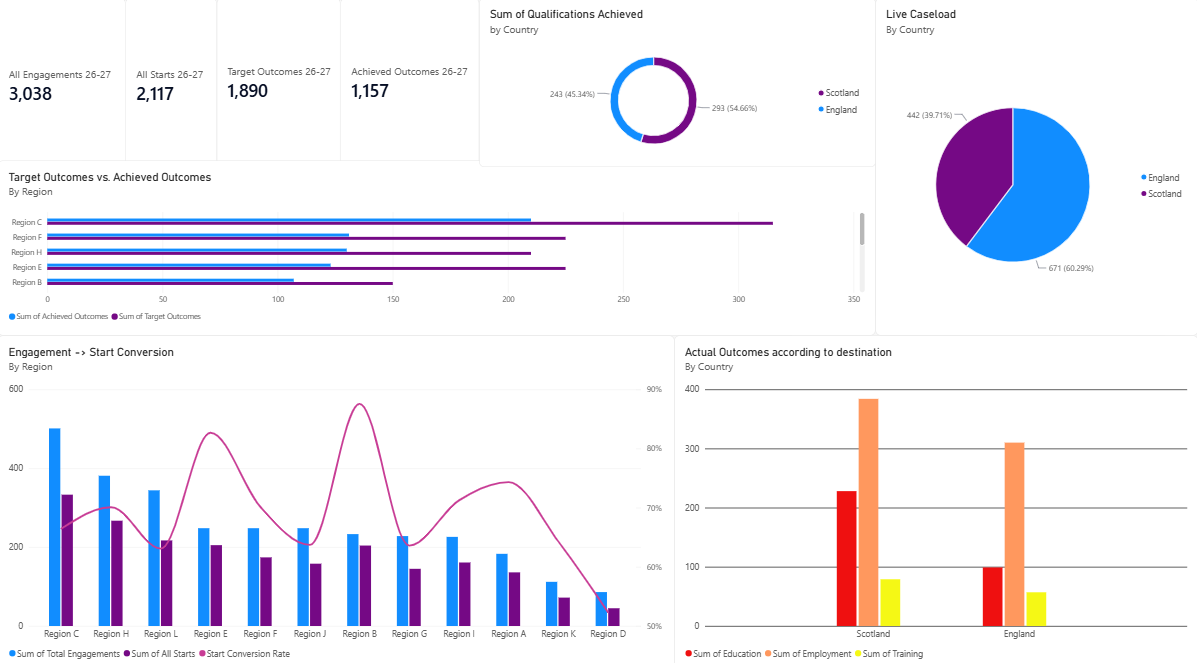 All Engagements 26-27
3,038
All Starts 26-27
2,117
Target Outcomes 26-27
1,890
Achieved Outcomes 26-27
1,157
Sum of Qualifications Achieved
by Country
243 (45.34%)
293 (54.66%)
Scotland
England
Live Caseload
By Country
442 (39.71%)
671 (60.29%)
England
Scotland
Target Outcomes vs. Achieved Outcomes
By Region
Region C
Region F
Region H
Region E
Region B
0 50 100 150 200 250 300 350
Sum of Achieved Outcomes Sum of Target Outcomes
Engagement -> Start Conversion
By Region
600
400
200
0
90%
80%
70%
60%
50%
Region C Region H Region L Region E Region F Region J Region B Region G Region I Region A Region K Region D
Sum of Total Engagements Sum of All Starts Start Conversion Rate
Actual Outcomes according to destination
By Country
400
300
200
100
0
Scotland England
Sum of Education Sum of Employment Sum of Training